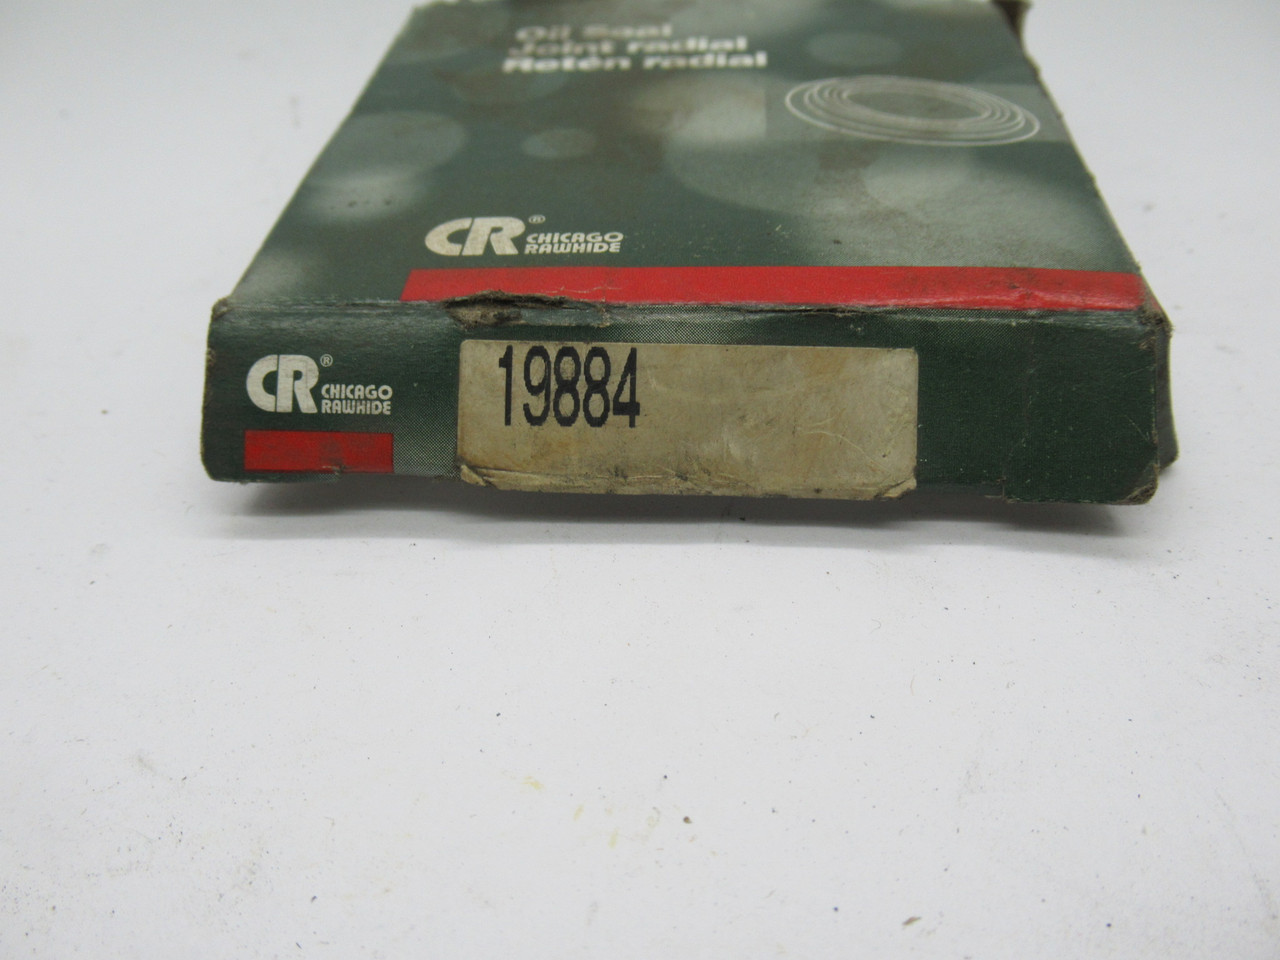 Oil Seal
Joint radial
Retén radial
CR® CHICAGO
RAWHIDE
CR® CHICAGO
RAWHIDE
19884